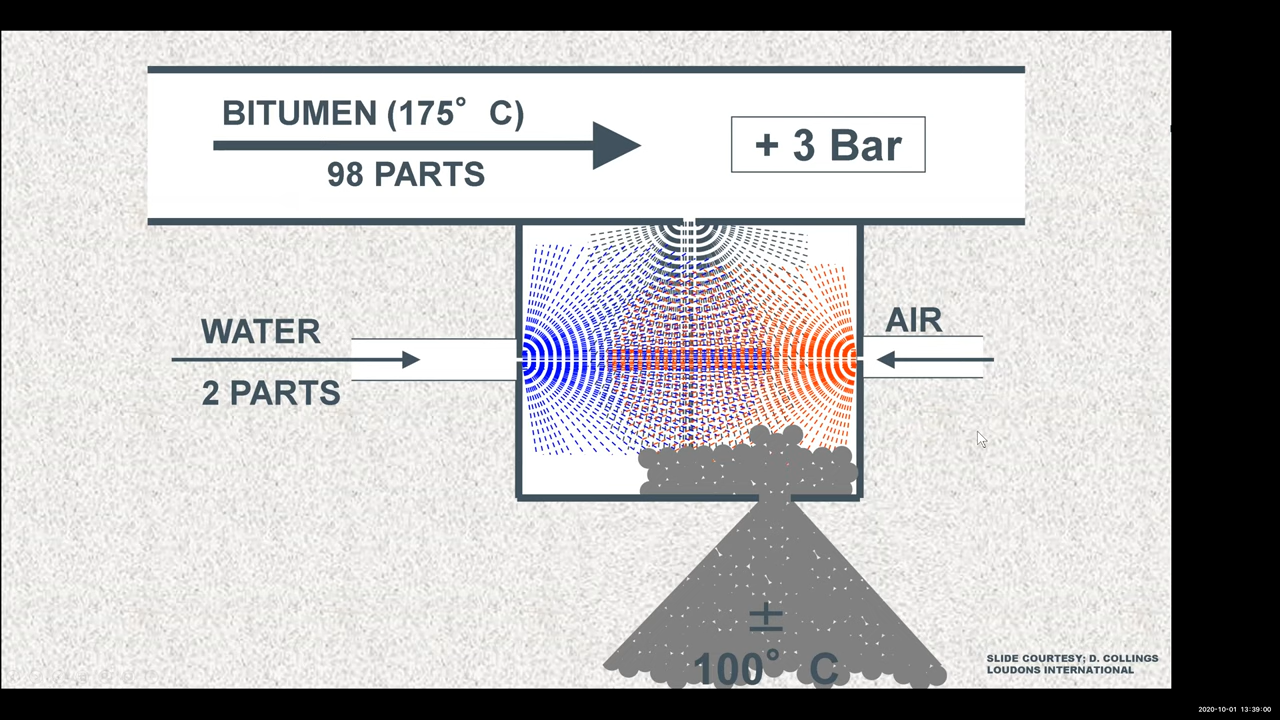 BITUMEN (175° C)
98 PARTS
+ 3 Bar
WATER
2 PARTS
AIR
±
100° C
SLIDE COURTESY; D. COLLINGS
LOUDONS INTERNATIONAL
2020-10-01 13:39:00